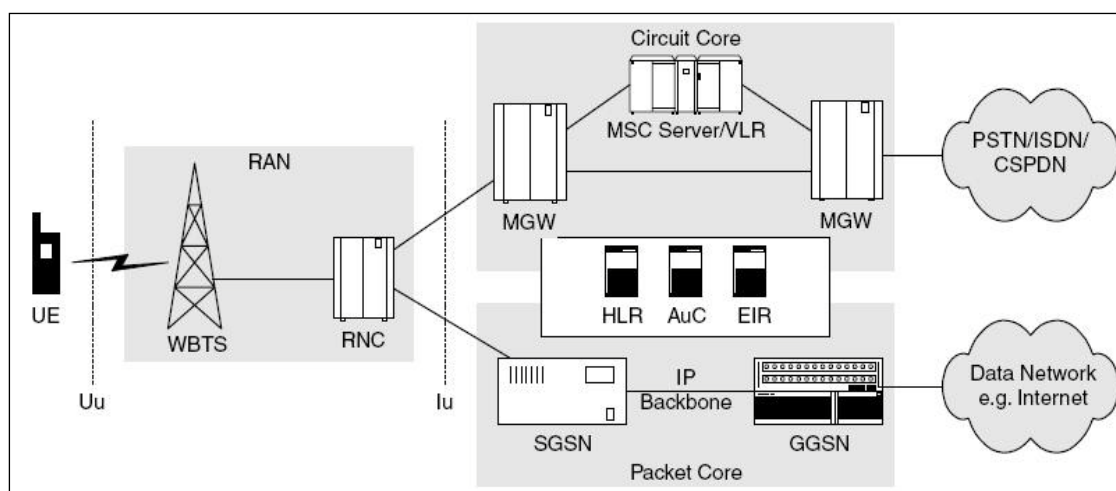 Circuit Core
MSC Server/VLR
PSTN/ISDN/
CSPDN
RAN
MGW
MGW
UE
WBTS
RNC
HLR
AuC
EIR
Uu
Iu
IP
Backbone
SGSN
GGSN
Data Network
e.g. Internet
Packet Core